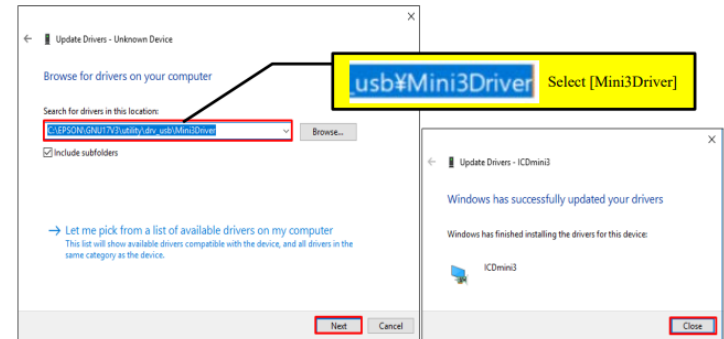 Update Drivers - Unknown Device
Browse for drivers on your computer
Search for drivers in this location:
C:\EPSON\GNU17V3\utility\drv_usb\Mini3Driver
Browse...
Include subfolders
Let me pick from a list of available drivers on my computer
This list will show available drivers compatible with the device, and all drivers in the
same category as the device.
Next
Cancel
_usb¥Mini3Driver
Select [Mini3Driver]
Update Drivers - ICDmini3
Windows has successfully updated your drivers
Windows has finished installing the drivers for this device:
ICDmini3
Close